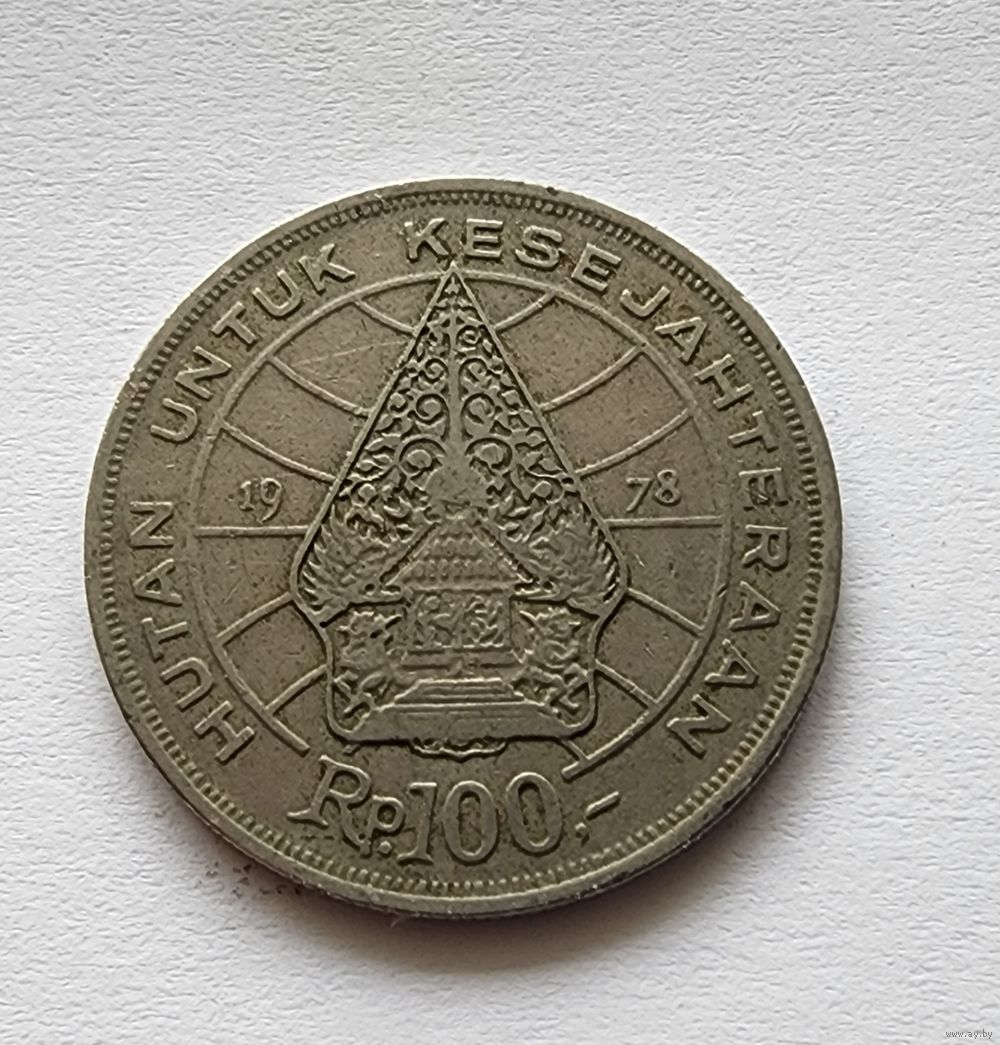 HUTAN UNTUK KESEJAHTERAAN
19 78
Rp.100,-
www.ay.by